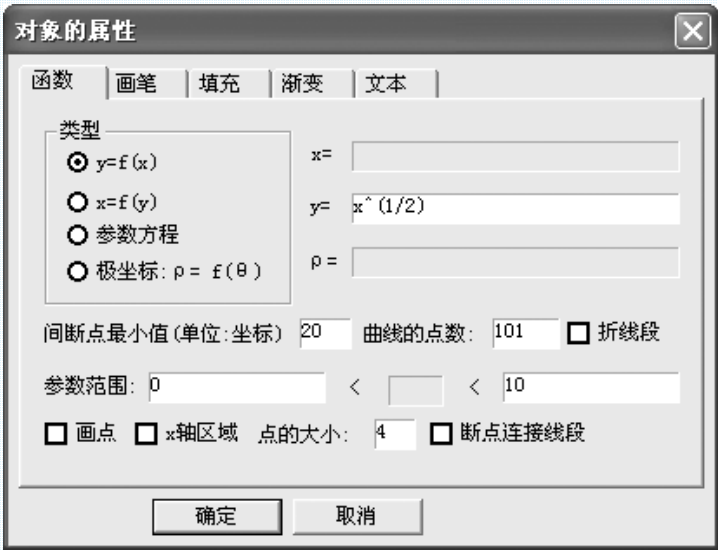 对象的属性
函数 画笔 填充 渐变 文本
类型
y=f(x)
x=f(y)
参数方程
极坐标:ρ= f(θ)
x=
y= x^(1/2)
ρ=
间断点最小值(单位:坐标) 20 曲线的点数: 101 折线段
参数范围: 0 < < 10
画点 x轴区域 点的大小: 4 断点连接线段
确定 取消